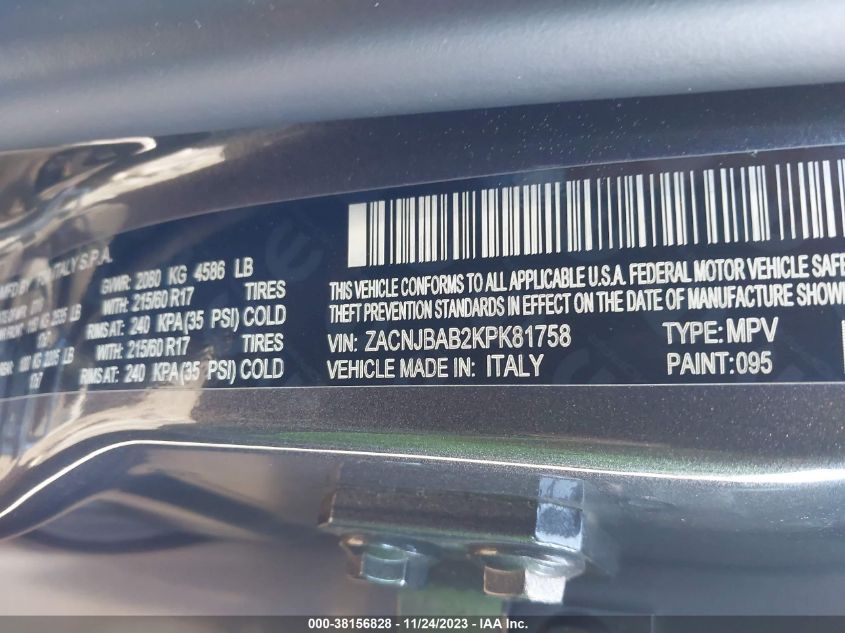 ITALY S.P.A.
GVWR: 2080 KG 4586 LB
WITH: 215/60 R17 TIRES
RIMS AT: 240 KPA(35 PSI) COLD
WITH: 215/60 R17 TIRES
RIMS AT: 240 KPA(35 PSI) COLD
THIS VEHICLE CONFORMS TO ALL APPLICABLE U.S.A. FEDERAL MOTOR VEHICLE SAFE
THEFT PREVENTION STANDARDS IN EFFECT ON THE DATE OF MANUFACTURE SHOW
VIN: ZACNJBAB2KPK81758 TYPE: MPV
VEHICLE MADE IN: ITALY PAINT: 095
000-38156828 - 11/24/2023 - IAA Inc.